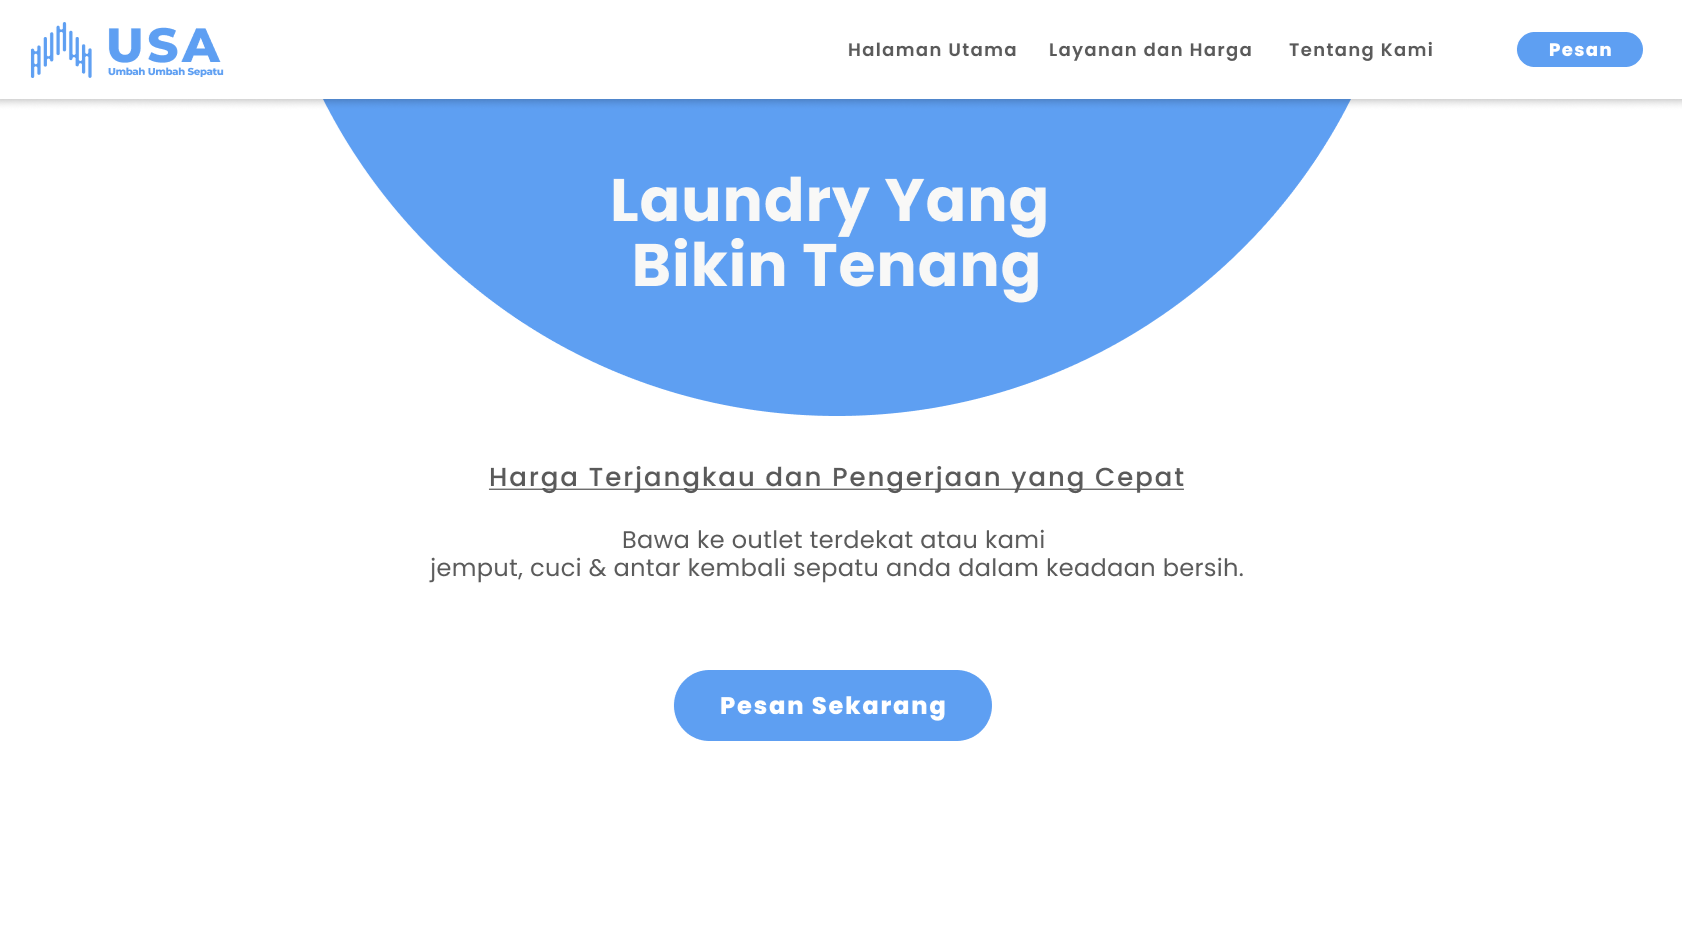 USA
Umbah Umbah Sepatu
Halaman Utama
Layanan dan Harga
Tentang Kami
Pesan
Laundry Yang
Bikin Tenang
Harga Terjangkau dan Pengerjaan yang Cepat
Bawa ke outlet terdekat atau kami
jemput, cuci & antar kembali sepatu anda dalam keadaan bersih.
Pesan Sekarang